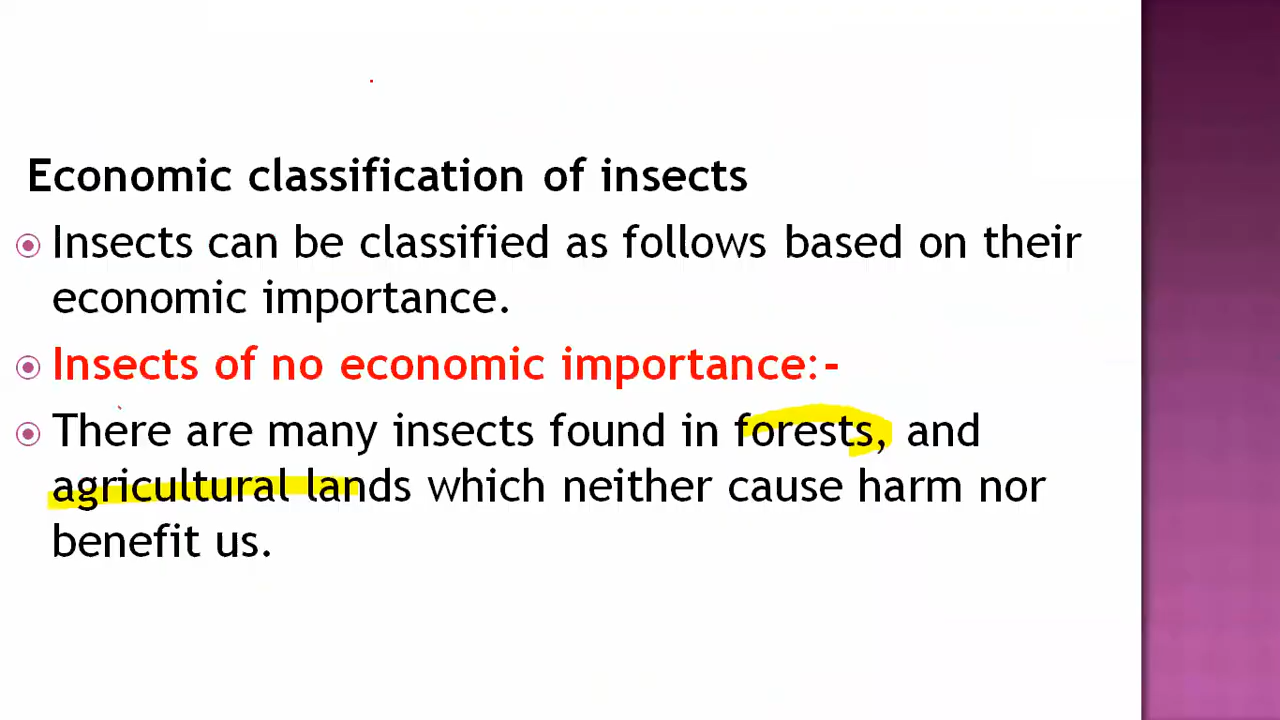 Economic classification of insects
Insects can be classified as follows based on their
economic importance.
Insects of no economic importance:-
There are many insects found in forests, and
agricultural lands which neither cause harm nor
benefit us.